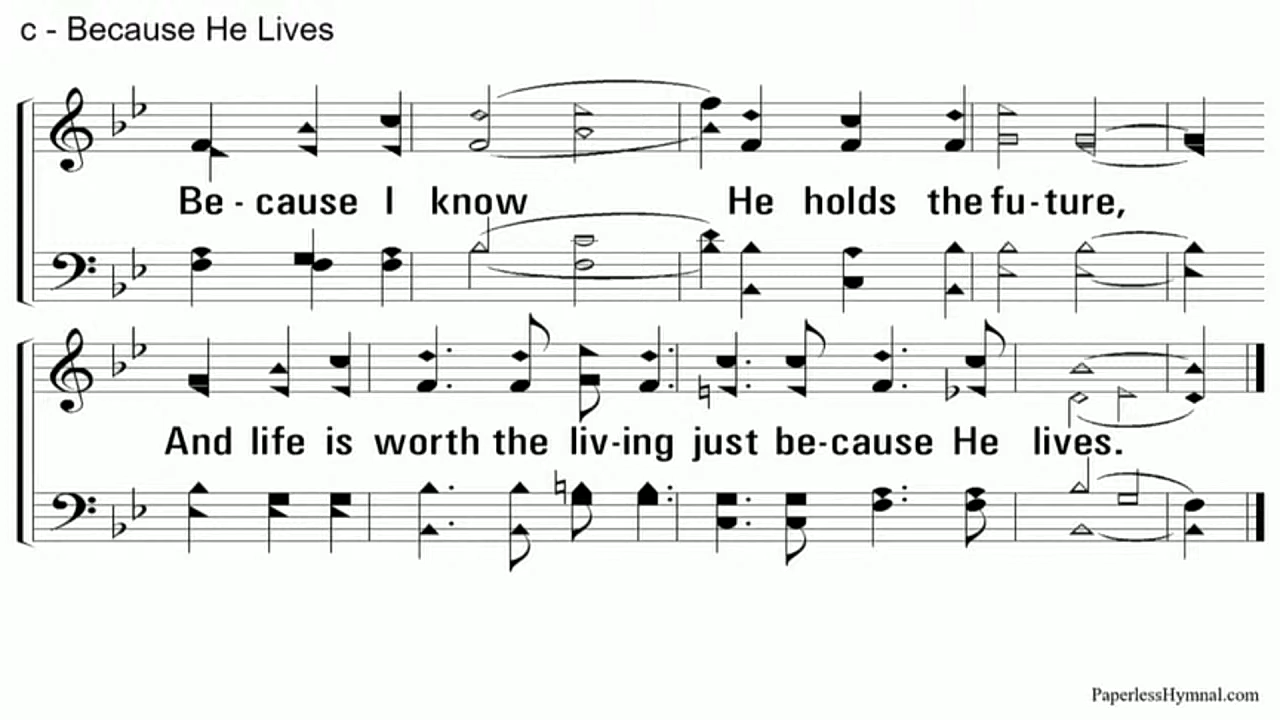 c - Because He Lives
Be - cause I know He holds the fu - ture,
And life is worth the liv - ing just be - cause He lives.
PaperlessHymnal.com